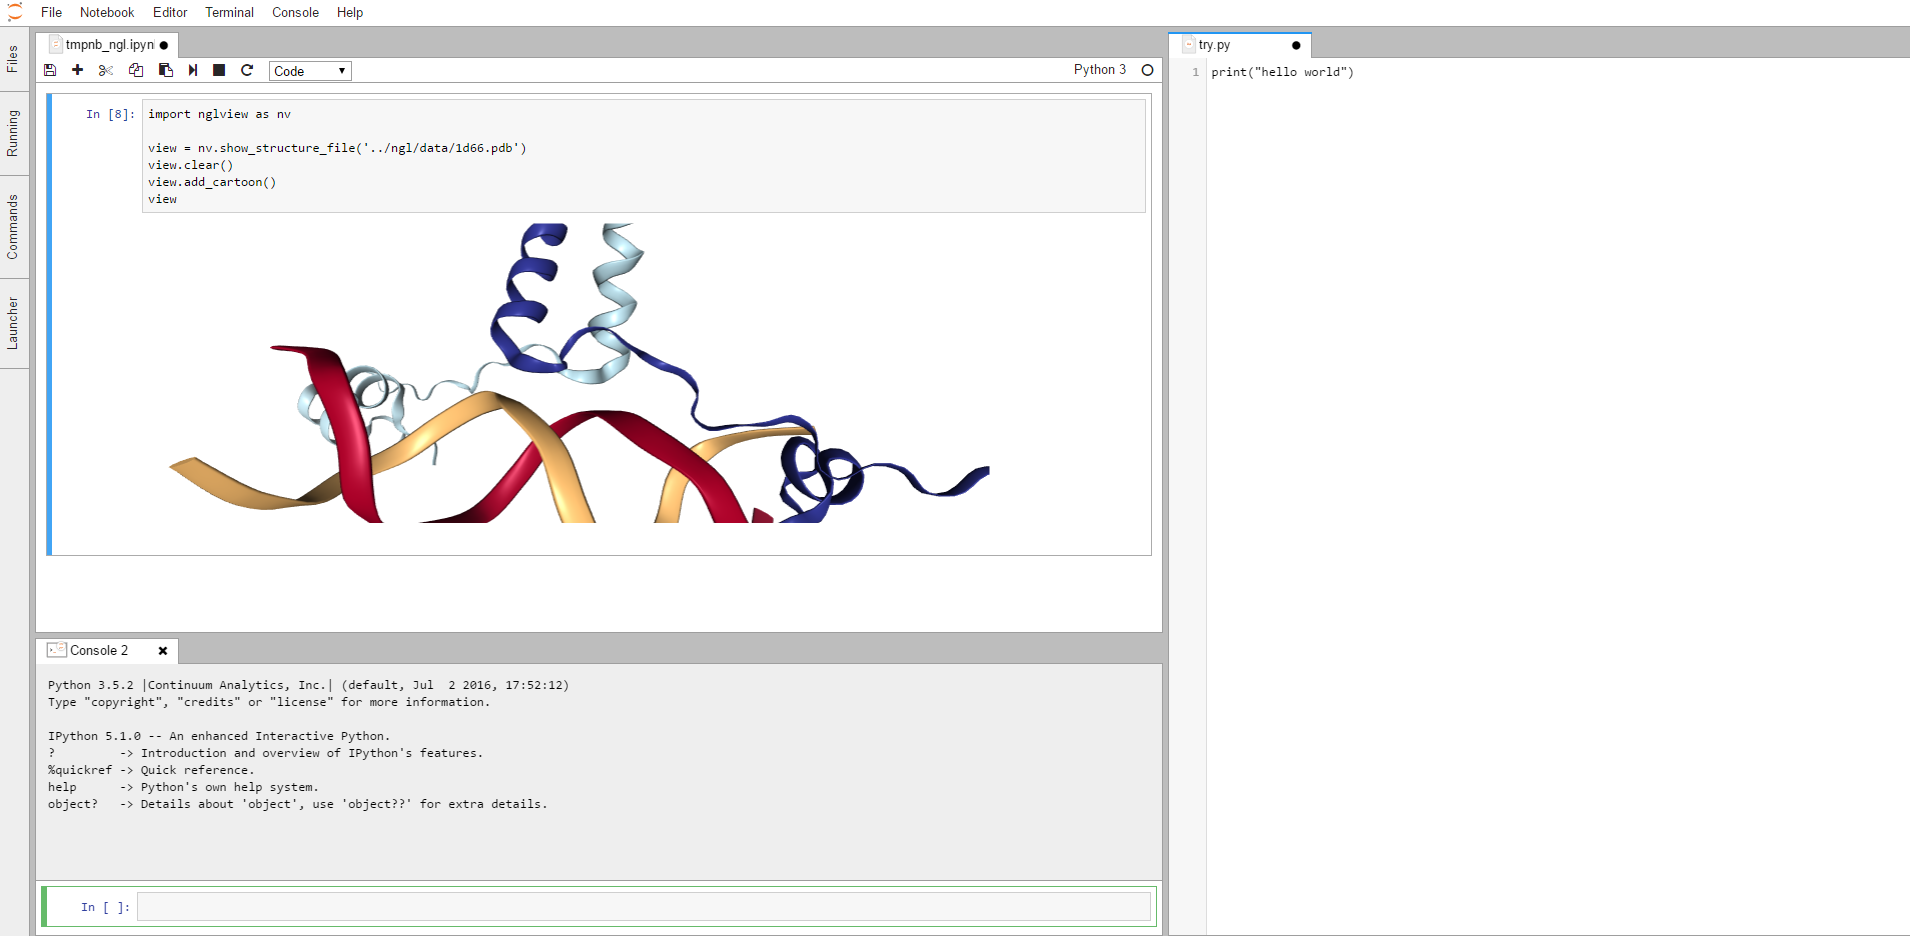 File Notebook Editor Terminal Console Help
Files
Running
Commands
Launcher
tmpnb_ngl.ipyn
Code
Python 3
In [8]:
import nglview as nv
view = nv.show_structure_file('../ngl/data/1d66.pdb')
view.clear()
view.add_cartoon()
view
Console 2
Python 3.5.2 |Continuum Analytics, Inc.| (default, Jul  2 2016, 17:52:12)
Type "copyright", "credits" or "license" for more information.
IPython 5.1.0 -- An enhanced Interactive Python.
?         -> Introduction and overview of IPython's features.
%quickref -> Quick reference.
help      -> Python's own help system.
object?   -> Details about 'object', use 'object??' for extra details.
In [ ]:
try.py
1 print("hello world")